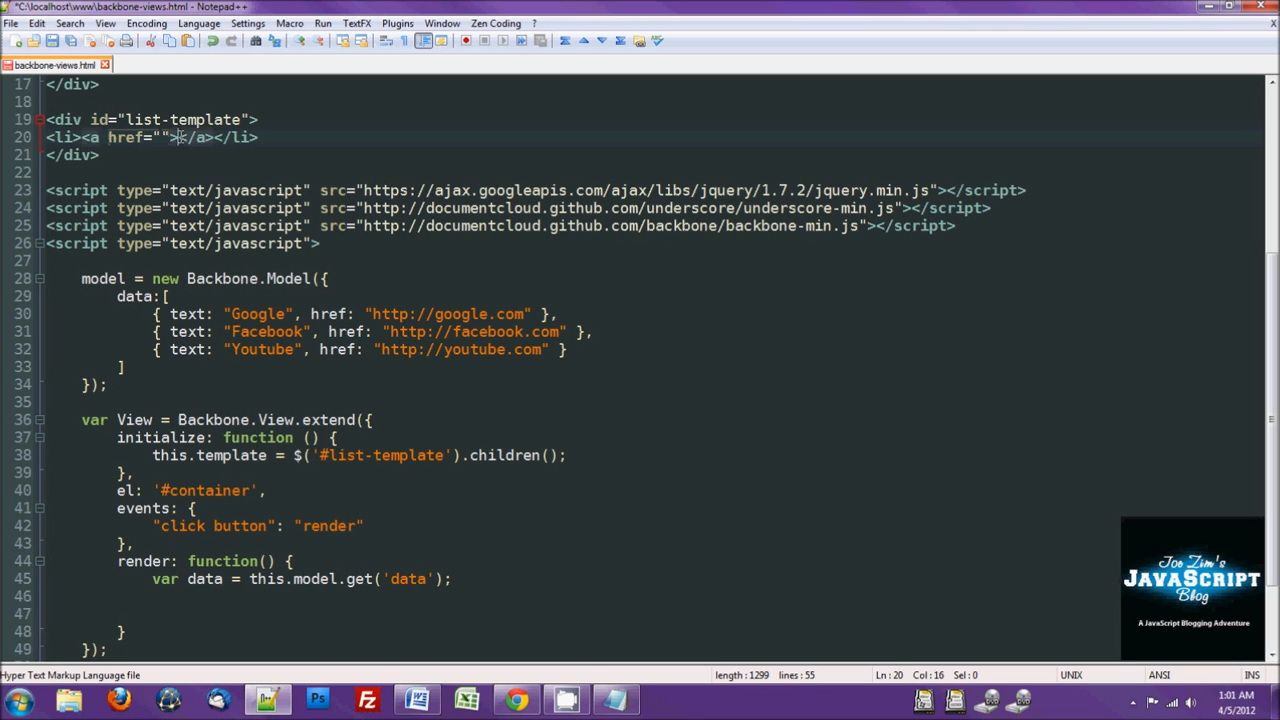 *C:\localhost\www\backbone-views.html - Notepad++
File Edit Search View Encoding Language Settings Macro Run TextFX Plugins Window Zen Coding ? X
backbone-views.html
17 </div>
18
19 <div id="list-template">
20 <li><a href=""></a></li>
21 </div>
22
23 <script type="text/javascript" src="https://ajax.googleapis.com/ajax/libs/jquery/1.7.2/jquery.min.js"></script>
24 <script type="text/javascript" src="http://documentcloud.github.com/underscore/underscore-min.js"></script>
25 <script type="text/javascript" src="http://documentcloud.github.com/backbone/backbone-min.js"></script>
26 <script type="text/javascript">
27
28 model = new Backbone.Model({
29 data:[
30 { text: "Google", href: "http://google.com" },
31 { text: "Facebook", href: "http://facebook.com" },
32 { text: "Youtube", href: "http://youtube.com" }
33 ]
34 });
35
36 var View = Backbone.View.extend({
37 initialize: function () {
38 this.template = $('#list-template').children();
39 },
40 el: '#container',
41 events: {
42 "click button": "render"
43 },
44 render: function() {
45 var data = this.model.get('data');
46
47
48 }
49 });
Joe Zim's
JAVASCRIPT
Blog
A JavaScript Blogging Adventure
Hyper Text Markup Language file length : 1299 lines : 55 Ln : 20 Col : 16 Sel : 0 UNIX ANSI INS
1:01 AM
4/5/2012